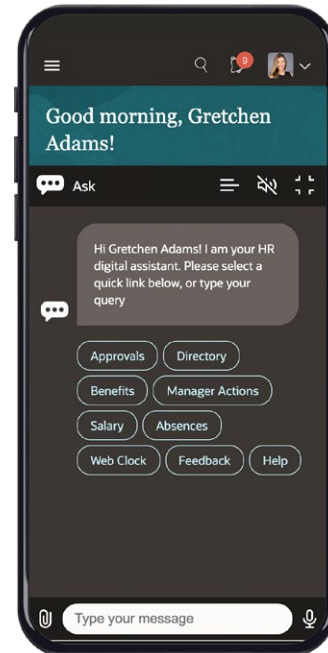 9
Good morning, Gretchen
Adams!
Ask
Hi Gretchen Adams! I am your HR
digital assistant. Please select a
quick link below, or type your
query
Approvals Directory
Benefits Manager Actions
Salary Absences
Web Clock Feedback Help
Type your message